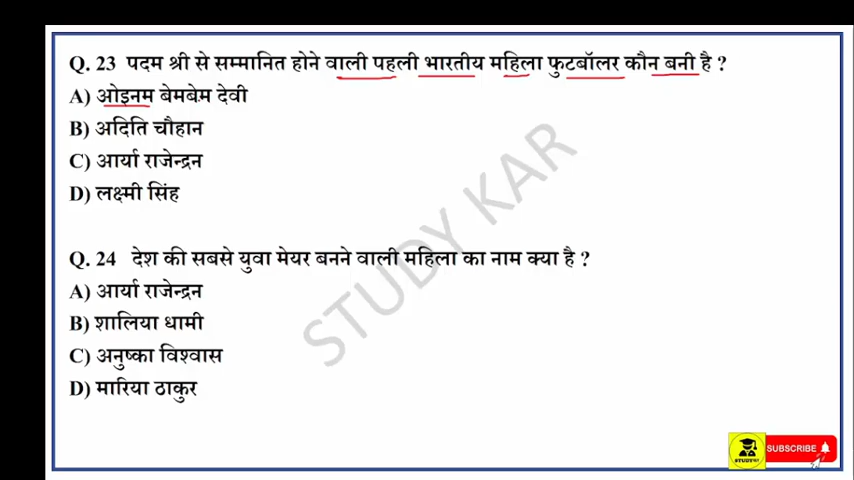 Q. 23 पदम श्री से सम्मानित होने वाली पहली भारतीय महिला फुटबॉलर कौन बनी है ?
A) ओइनम बेमबेम देवी
B) अदिति चौहान
C) आर्या राजेन्द्रन
D) लक्ष्मी सिंह
Q. 24 देश की सबसे युवा मेयर बनने वाली महिला का नाम क्या है ?
A) आर्या राजेन्द्रन
B) शालिया धामी
C) अनुष्का विश्वास
D) मारिया ठाकुर
STUDY KAR
SUBSCRIBE